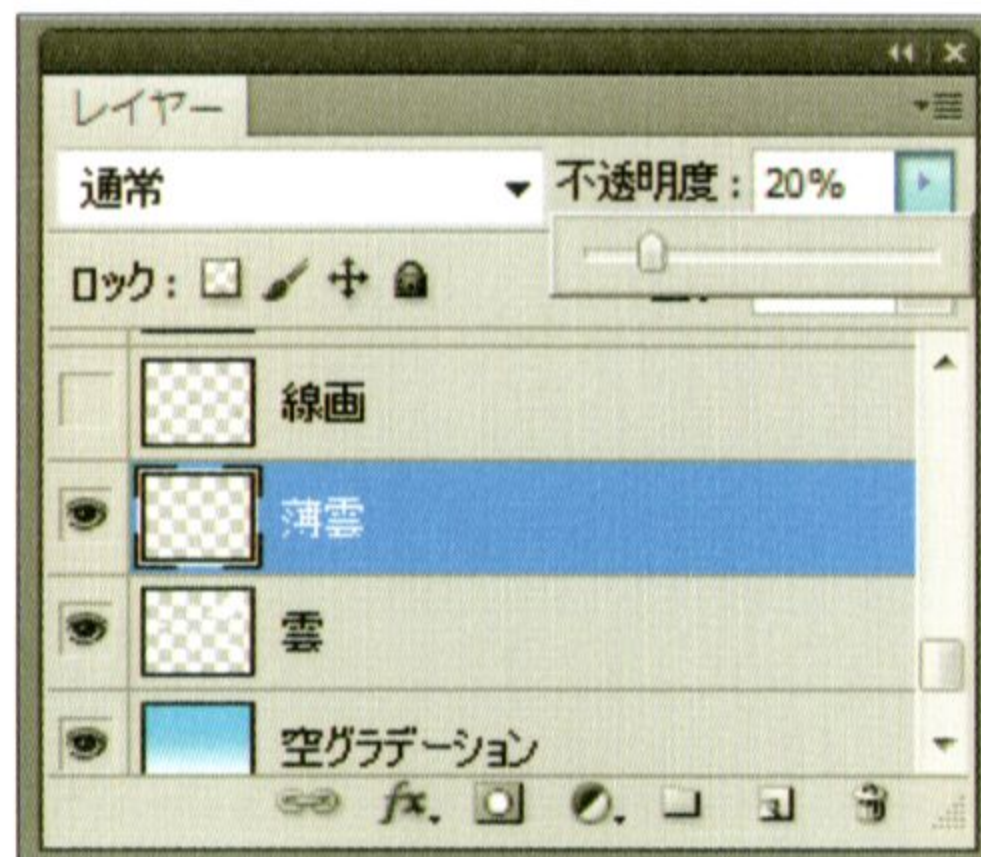 レイヤー
通常 不透明度 : 20%
ロック :
線画
薄雲
雲
空グラデーション
fx.